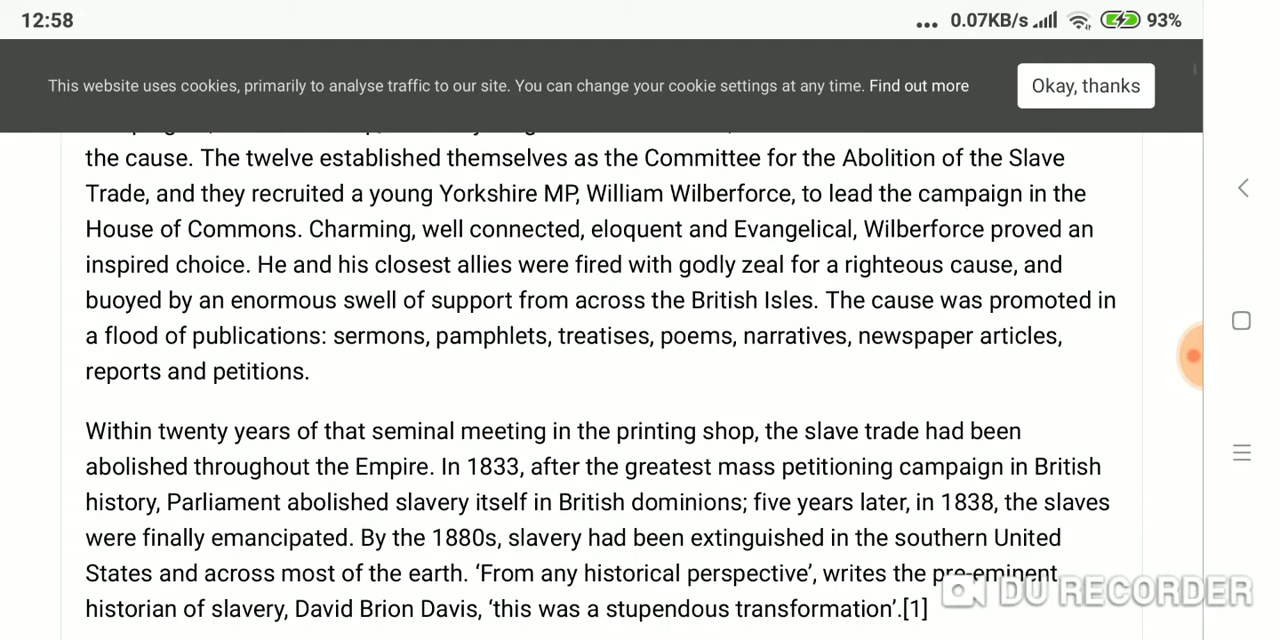 12:58
... 0.07KB/s 93%
This website uses cookies, primarily to analyse traffic to our site. You can change your cookie settings at any time. Find out more
Okay, thanks
the cause. The twelve established themselves as the Committee for the Abolition of the Slave
Trade, and they recruited a young Yorkshire MP, William Wilberforce, to lead the campaign in the
House of Commons. Charming, well connected, eloquent and Evangelical, Wilberforce proved an
inspired choice. He and his closest allies were fired with godly zeal for a righteous cause, and
buoyed by an enormous swell of support from across the British Isles. The cause was promoted in
a flood of publications: sermons, pamphlets, treatises, poems, narratives, newspaper articles,
reports and petitions.
Within twenty years of that seminal meeting in the printing shop, the slave trade had been
abolished throughout the Empire. In 1833, after the greatest mass petitioning campaign in British
history, Parliament abolished slavery itself in British dominions; five years later, in 1838, the slaves
were finally emancipated. By the 1880s, slavery had been extinguished in the southern United
States and across most of the earth. ‘From any historical perspective’, writes the pre-eminent
historian of slavery, David Brion Davis, ‘this was a stupendous transformation’.[1]
DU RECORDER